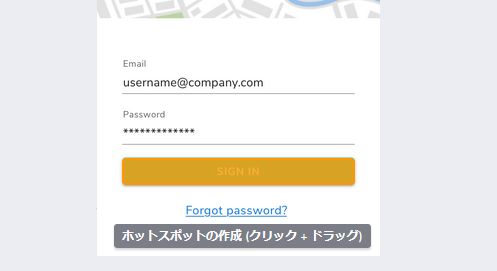 Email
username@company.com
Password
*************
SIGN IN
Forgot password?
ホットスポットの作成 (クリック + ドラッグ)